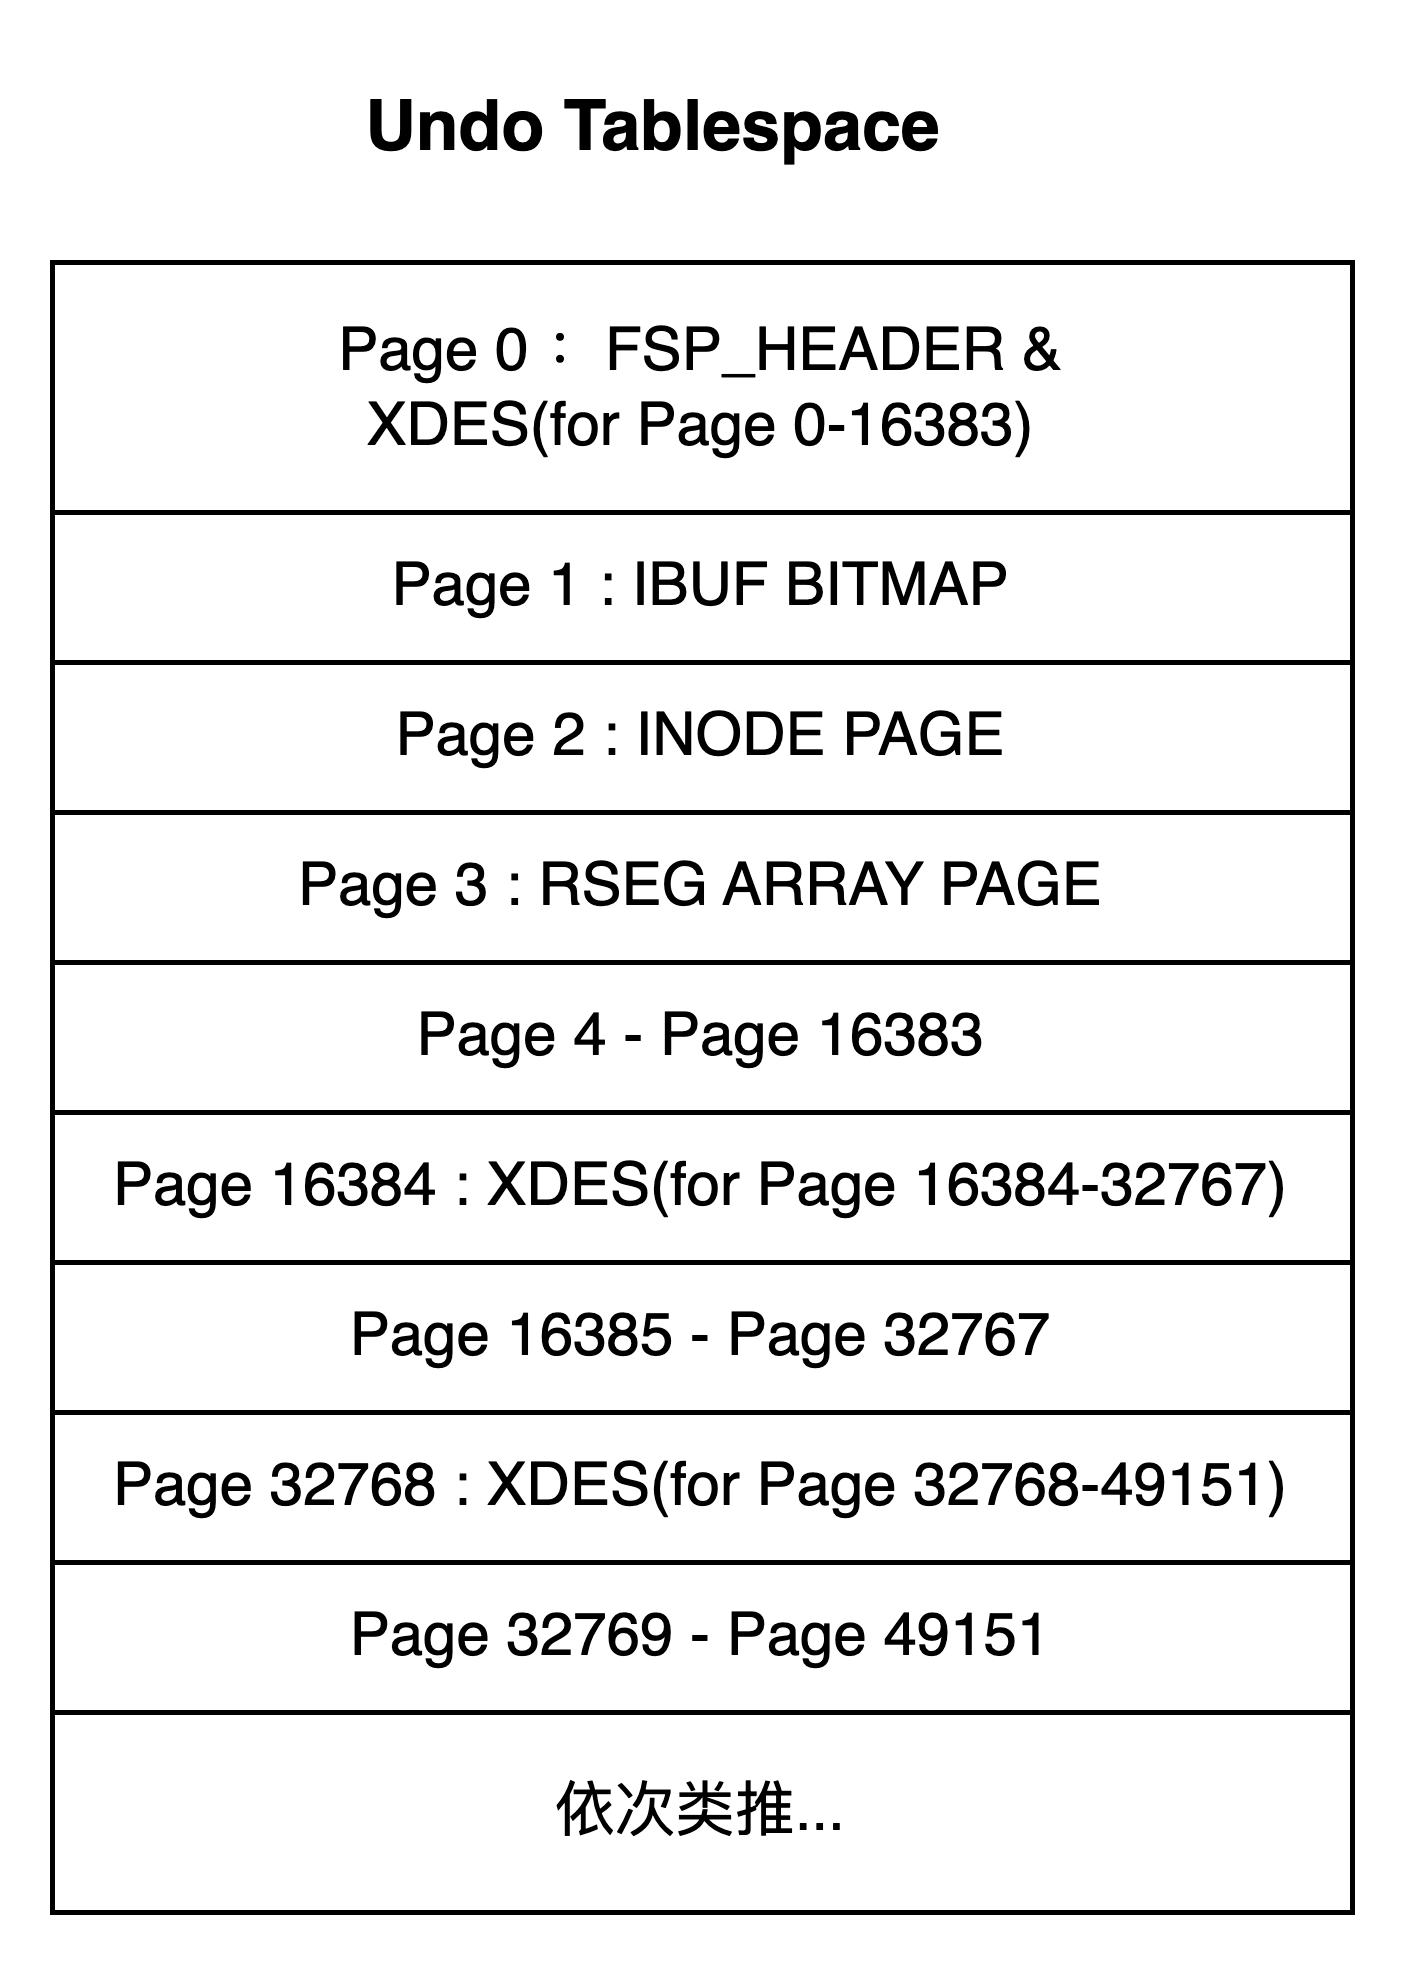 Undo Tablespace
Page 0： FSP_HEADER &
XDES(for Page 0-16383)
Page 1 : IBUF BITMAP
Page 2 : INODE PAGE
Page 3 : RSEG ARRAY PAGE
Page 4 - Page 16383
Page 16384 : XDES(for Page 16384-32767)
Page 16385 - Page 32767
Page 32768 : XDES(for Page 32768-49151)
Page 32769 - Page 49151
依次类推...